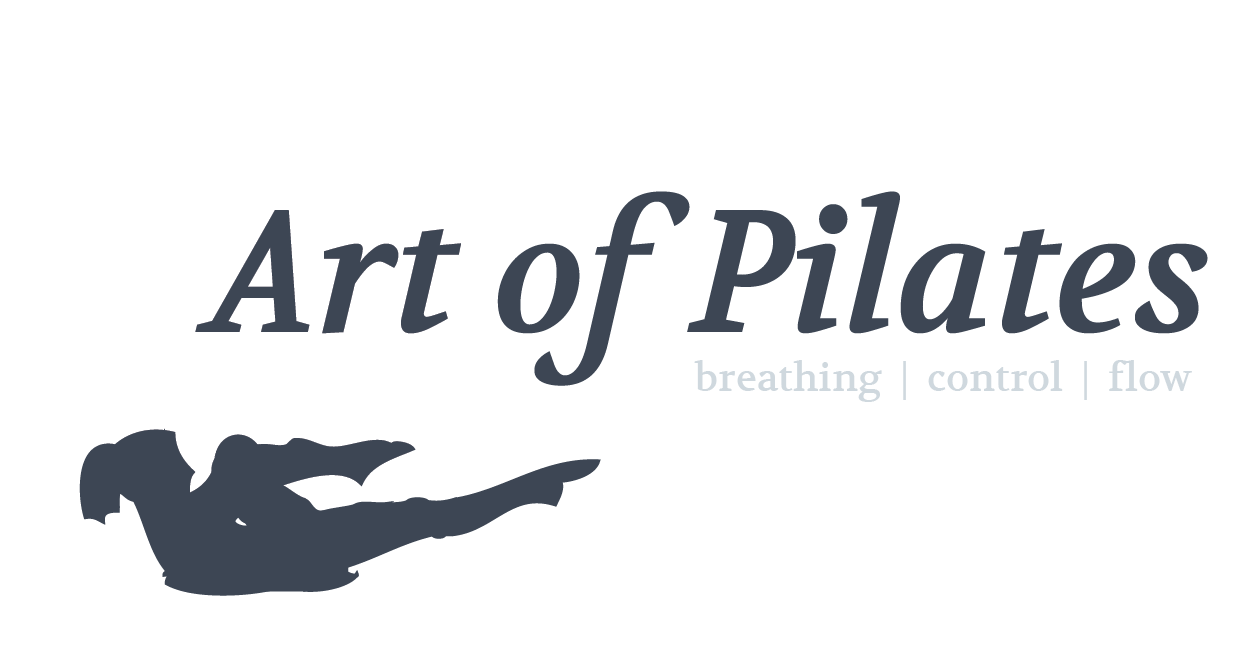 Art of Pilates
breathing | control | flow